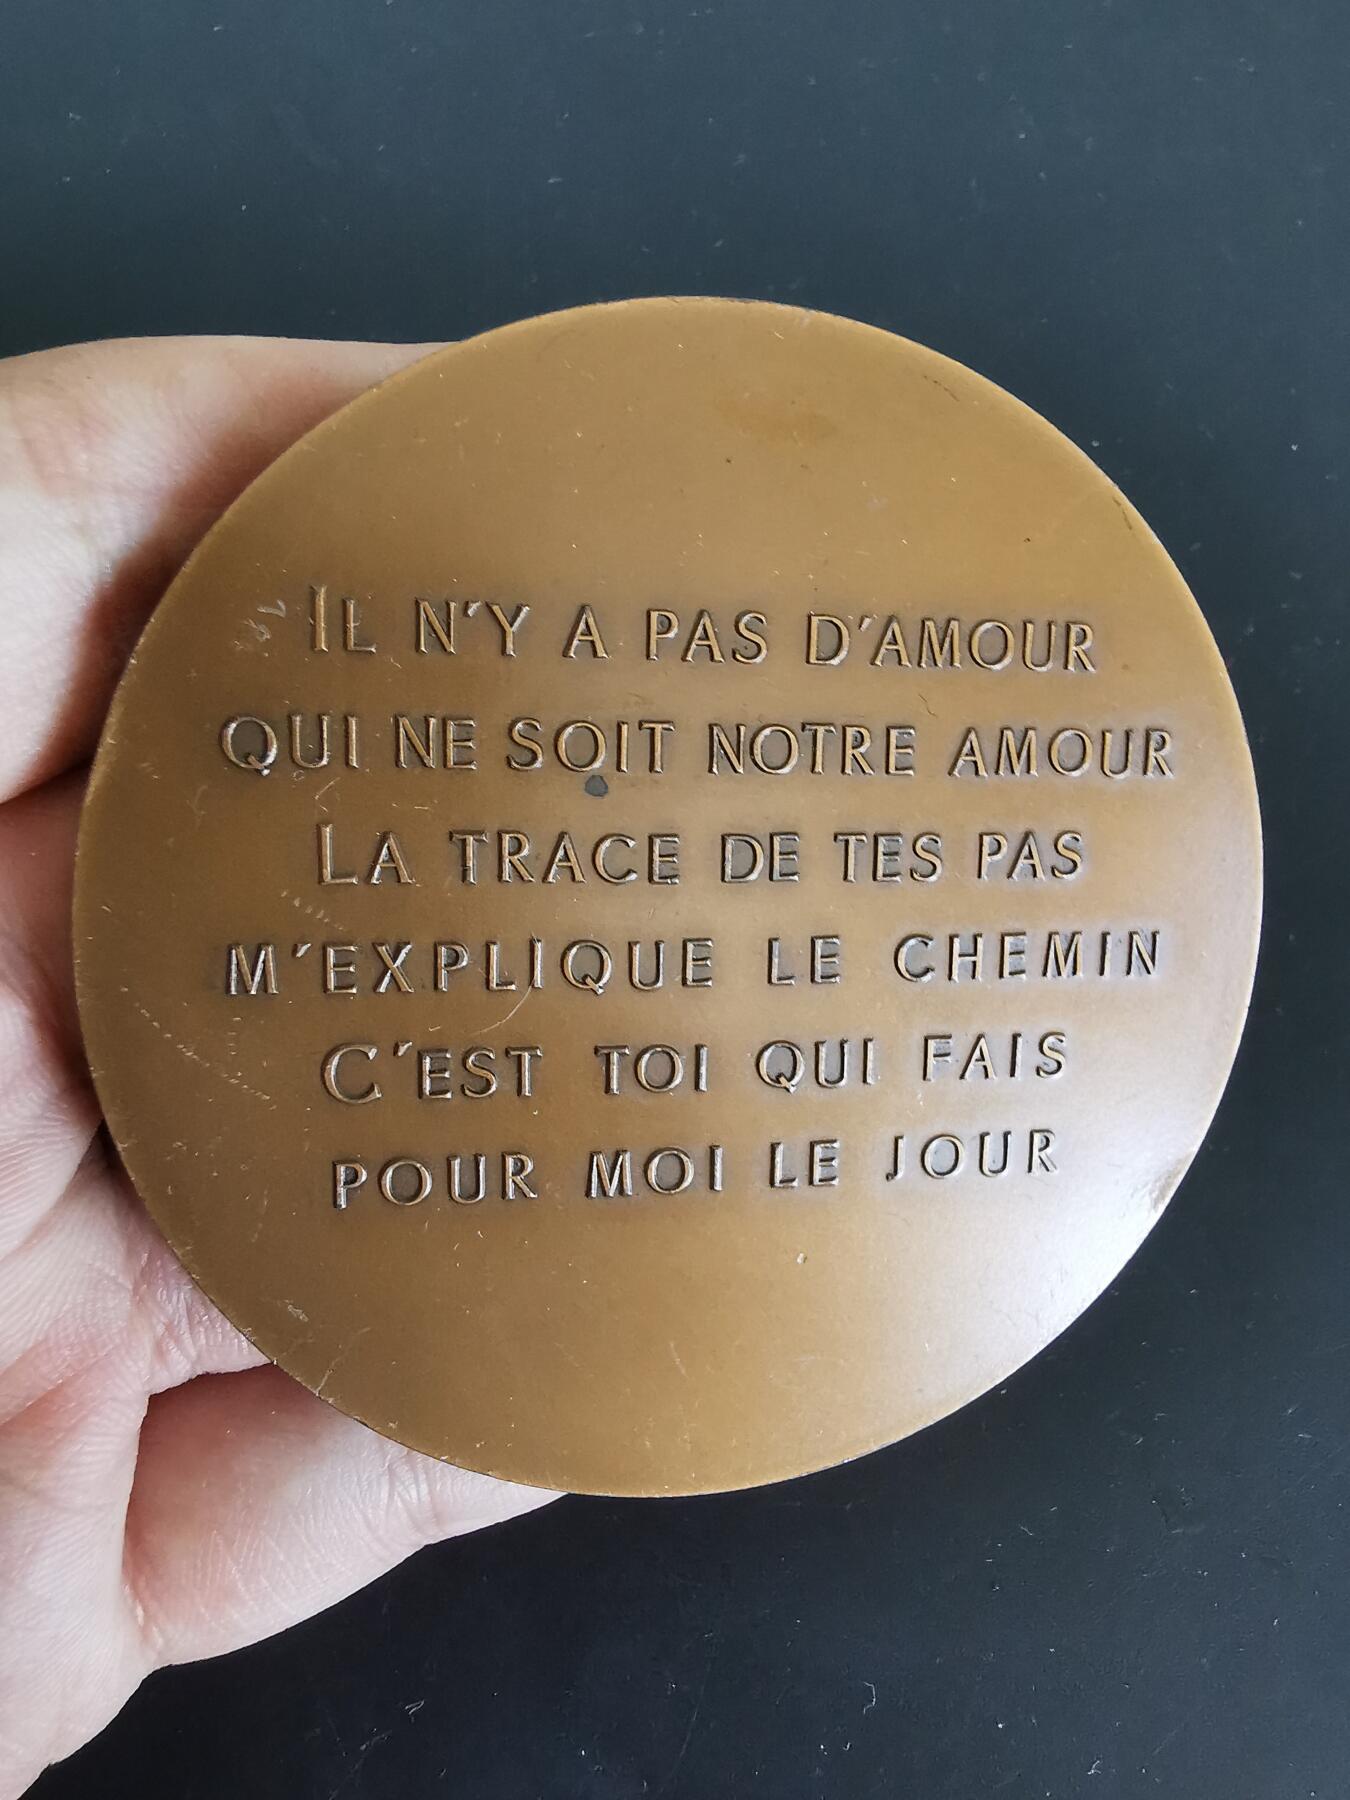 IL N'Y A PAS D'AMOUR
QUI NE SOIT NOTRE AMOUR
LA TRACE DE TES PAS
M'EXPLIQUE LE CHEMIN
C'EST TOI QUI FAIS
POUR MOI LE JOUR